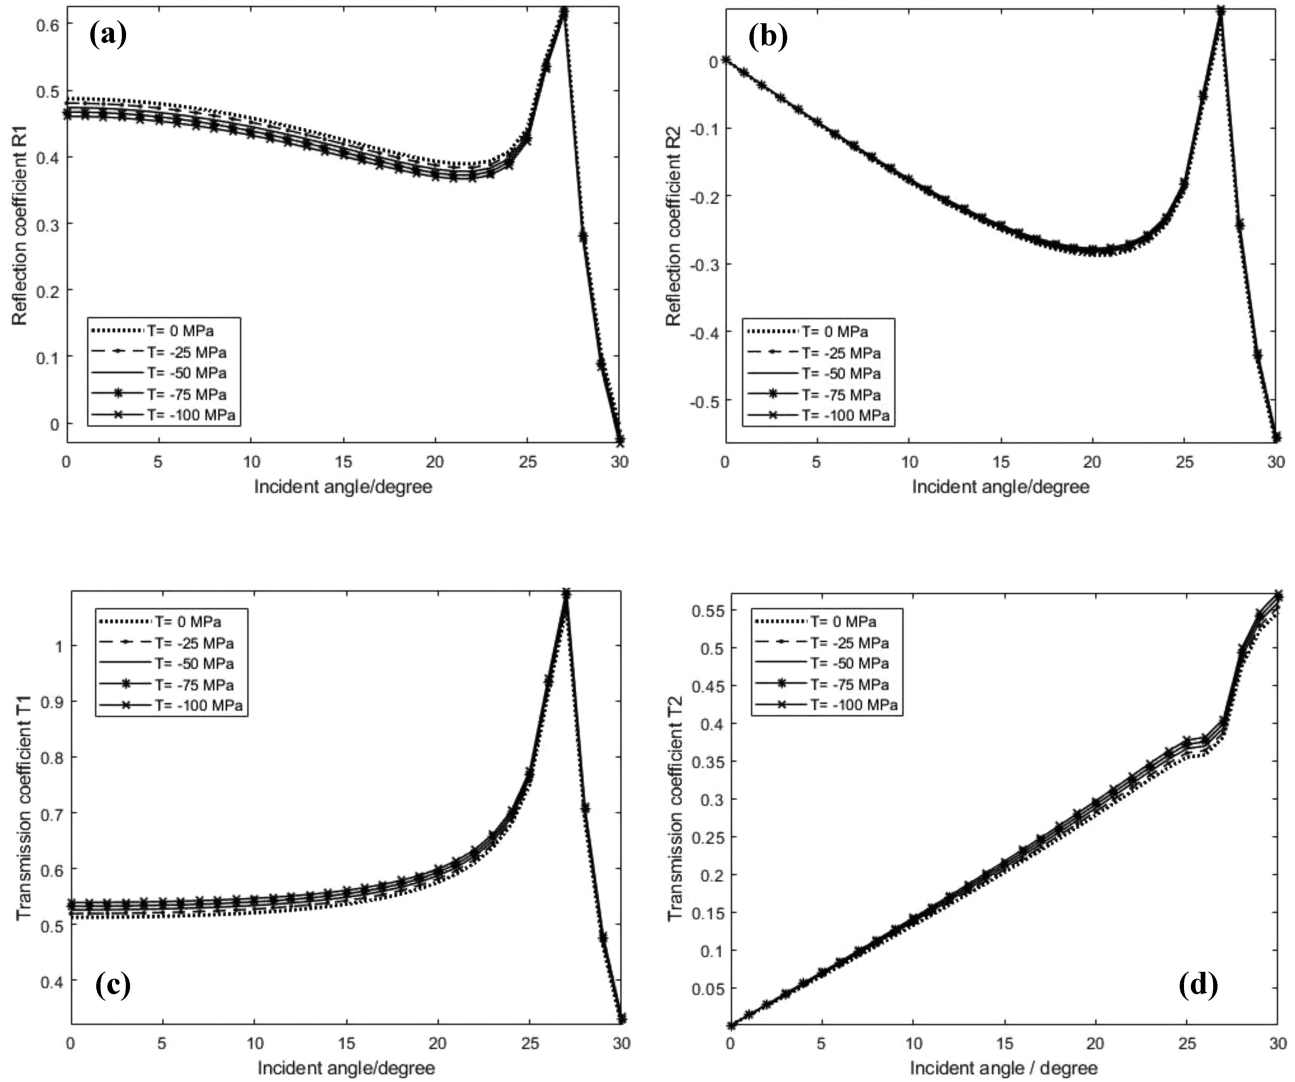 (a)
Reflection coefficient R1
0.6
0.5
0.4
0.3
0.2
0.1
0
T= 0 MPa
T= -25 MPa
T= -50 MPa
T= -75 MPa
T= -100 MPa
0 5 10 15 20 25 30
Incident angle/degree
(b)
Reflection coefficient R2
0
-0.1
-0.2
-0.3
-0.4
-0.5
T= 0 MPa
T= -25 MPa
T= -50 MPa
T= -75 MPa
T= -100 MPa
0 5 10 15 20 25 30
Incident angle/degree
T= 0 MPa
T= -25 MPa
T= -50 MPa
T= -75 MPa
T= -100 MPa
Transmission coefficient T1
1
0.9
0.8
0.7
0.6
0.5
0.4
(c)
0 5 10 15 20 25 30
Incident angle/degree
T= 0 MPa
T= -25 MPa
T= -50 MPa
T= -75 MPa
T= -100 MPa
Transmission coefficient T2
0.55
0.5
0.45
0.4
0.35
0.3
0.25
0.2
0.15
0.1
0.05
(d)
0 5 10 15 20 25 30
Incident angle / degree